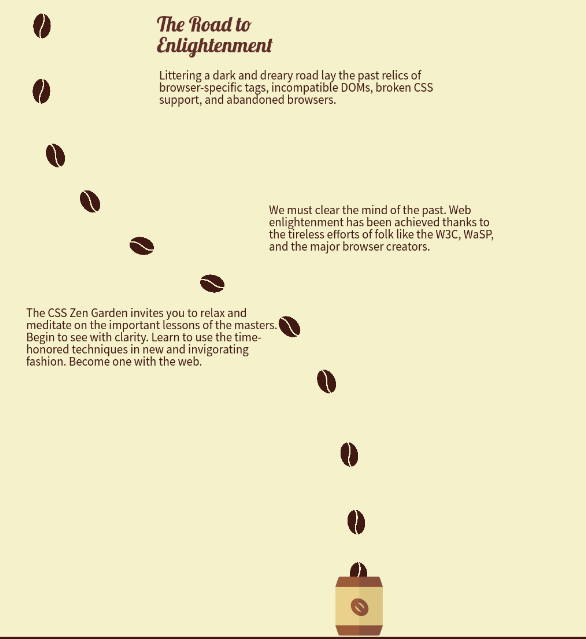 The Road to
Enlightenment
Littering a dark and dreary road lay the past relics of
browser-specific tags, incompatible DOMs, broken CSS
support, and abandoned browsers.
We must clear the mind of the past. Web
enlightenment has been achieved thanks to
the tireless efforts of folk like the W3C, WaSP,
and the major browser creators.
The CSS Zen Garden invites you to relax and
meditate on the important lessons of the masters.
Begin to see with clarity. Learn to use the time-
honored techniques in new and invigorating
fashion. Become one with the web.